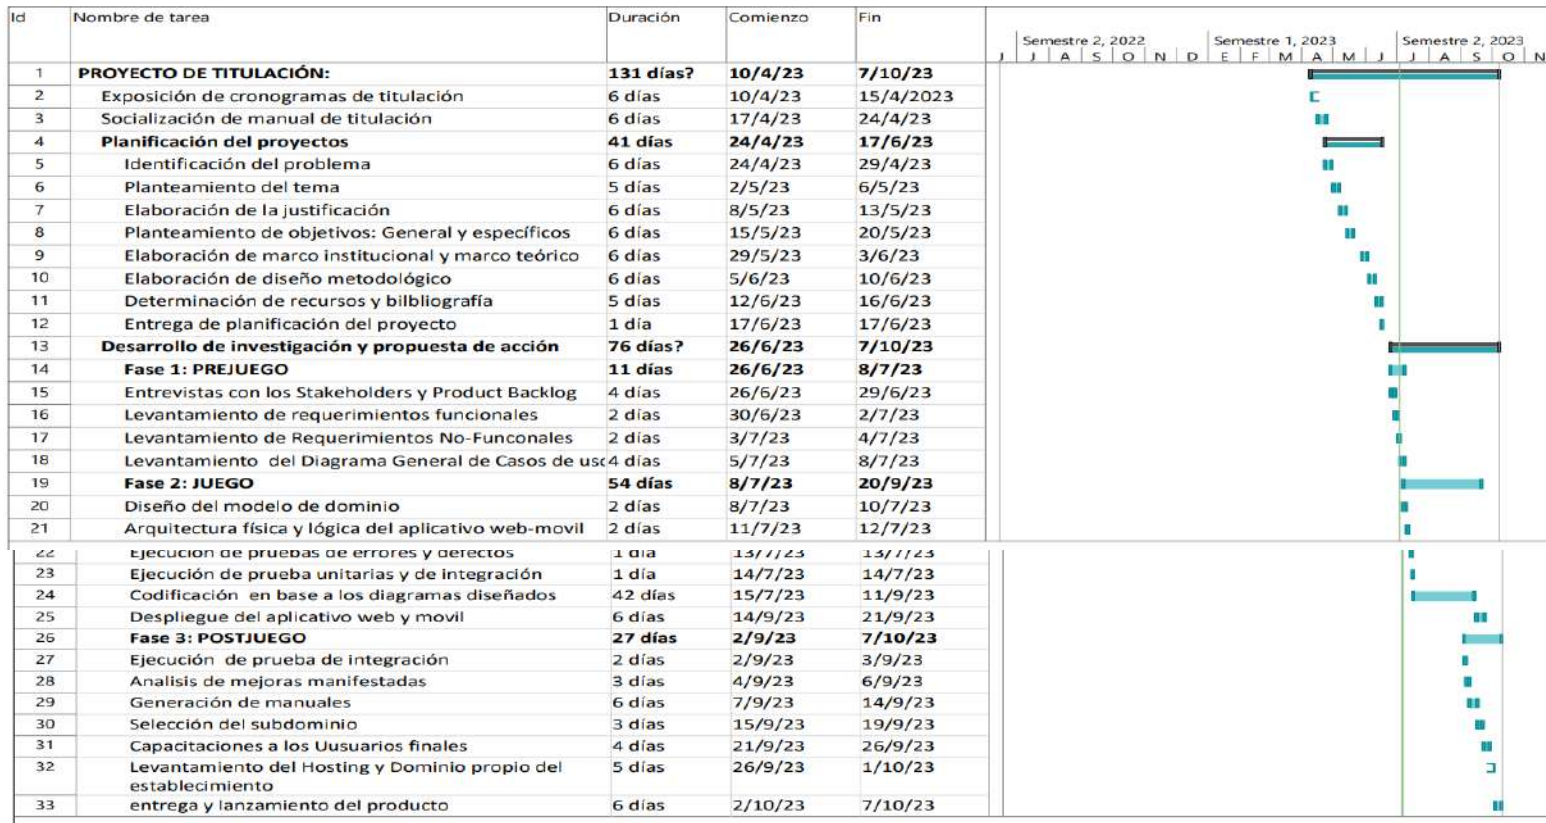 Id Nombre de tarea Duración Comienzo Fin
Semestre 2, 2022 Semestre 1, 2023 Semestre 2, 2023
J J A S O N D E F M A M J J A S O N
1 PROYECTO DE TITULACIÓN: 131 días? 10/4/23 7/10/23
2 Exposición de cronogramas de titulación 6 días 10/4/23 15/4/2023
3 Socialización de manual de titulación 6 días 17/4/23 24/4/23
4 Planificación del proyectos 41 días 24/4/23 17/6/23
5 Identificación del problema 6 días 24/4/23 29/4/23
6 Planteamiento del tema 5 días 2/5/23 6/5/23
7 Elaboración de la justificación 6 días 8/5/23 13/5/23
8 Planteamiento de objetivos: General y específicos 6 días 15/5/23 20/5/23
9 Elaboración de marco institucional y marco teórico 6 días 29/5/23 3/6/23
10 Elaboración de diseño metodológico 6 días 5/6/23 10/6/23
11 Determinación de recursos y bilbliografía 5 días 12/6/23 16/6/23
12 Entrega de planificación del proyecto 1 día 17/6/23 17/6/23
13 Desarrollo de investigación y propuesta de acción 76 días? 26/6/23 7/10/23
14 Fase 1: PREJUEGO 11 días 26/6/23 8/7/23
15 Entrevistas con los Stakeholders y Product Backlog 4 días 26/6/23 29/6/23
16 Levantamiento de requerimientos funcionales 2 días 30/6/23 2/7/23
17 Levantamiento de Requerimientos No-Funconales 2 días 3/7/23 4/7/23
18 Levantamiento del Diagrama General de Casos de uso 4 días 5/7/23 8/7/23
19 Fase 2: JUEGO 54 días 8/7/23 20/9/23
20 Diseño del modelo de dominio 2 días 8/7/23 10/7/23
21 Arquitectura física y lógica del aplicativo web-movil 2 días 11/7/23 12/7/23
22 Ejecución de pruebas de errores y defectos 1 día 13/7/23 13/7/23
23 Ejecución de prueba unitarias y de integración 1 día 14/7/23 14/7/23
24 Codificación en base a los diagramas diseñados 42 días 15/7/23 11/9/23
25 Despliegue del aplicativo web y movil 6 días 14/9/23 21/9/23
26 Fase 3: POSTJUEGO 27 días 2/9/23 7/10/23
27 Ejecución de prueba de integración 2 días 2/9/23 3/9/23
28 Analisis de mejoras manifestadas 3 días 4/9/23 6/9/23
29 Generación de manuales 6 días 7/9/23 14/9/23
30 Selección del subdominio 3 días 15/9/23 19/9/23
31 Capacitaciones a los Uusuarios finales 4 días 21/9/23 26/9/23
32 Levantamiento del Hosting y Dominio propio del 5 días 26/9/23 1/10/23
establecimiento
33 entrega y lanzamiento del producto 6 días 2/10/23 7/10/23